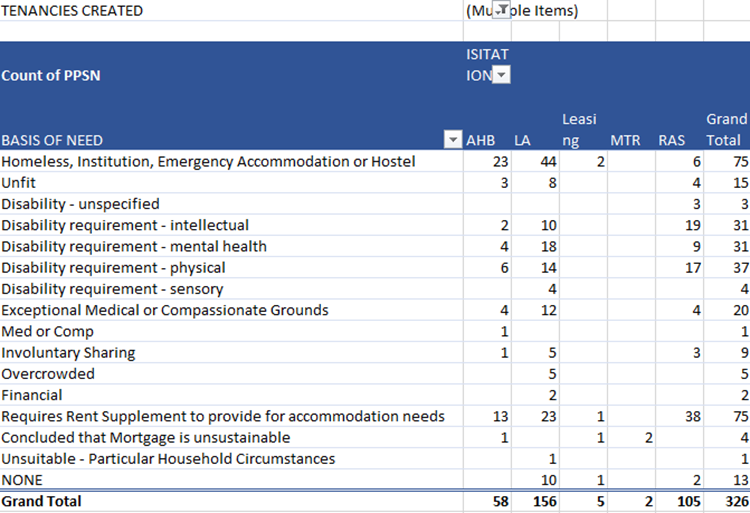 TENANCIES CREATED (Mu ple Items)
ISITAT
Count of PPSN ION
Leasi Grand
BASIS OF NEED AHB LA ng MTR RAS Total
Homeless, Institution, Emergency Accommodation or Hostel 23 44 2 6 75
Unfit 3 8 4 15
Disability - unspecified 3 3
Disability requirement - intellectual 2 10 19 31
Disability requirement - mental health 4 18 9 31
Disability requirement - physical 6 14 17 37
Disability requirement - sensory 4 4
Exceptional Medical or Compassionate Grounds 4 12 4 20
Med or Comp 1 1
Involuntary Sharing 1 5 3 9
Overcrowded 5 5
Financial 2 2
Requires Rent Supplement to provide for accommodation needs 13 23 1 38 75
Concluded that Mortgage is unsustainable 1 1 2 4
Unsuitable - Particular Household Circumstances 1 1
NONE 10 1 2 13
Grand Total 58 156 5 2 105 326